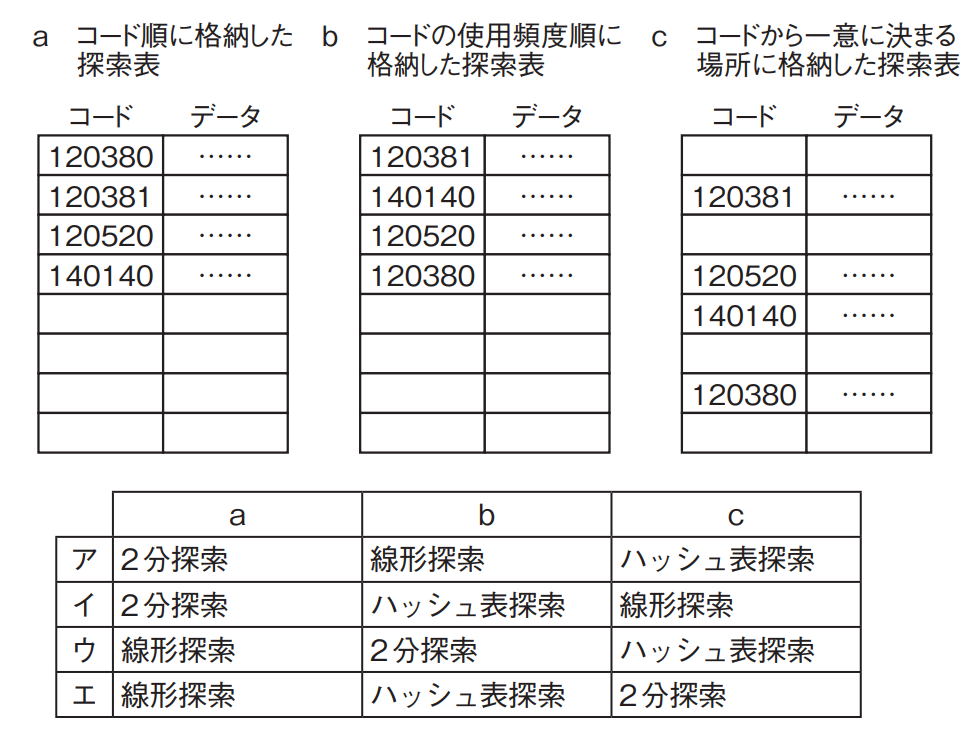 a コード順に格納した b コードの使用頻度順に c コードから一意に決まる
探索表 格納した探索表 場所に格納した探索表
コード データ コード データ コード データ
120380 …… 120381 ……
120381 …… 140140 …… 120381 ……
120520 …… 120520 ……
140140 …… 120380 …… 120520 ……
140140 ……
120380 ……
a b c
ア 2分探索 線形探索 ハッシュ表探索
イ 2分探索 ハッシュ表探索 線形探索
ウ 線形探索 2分探索 ハッシュ表探索
エ 線形探索 ハッシュ表探索 2分探索